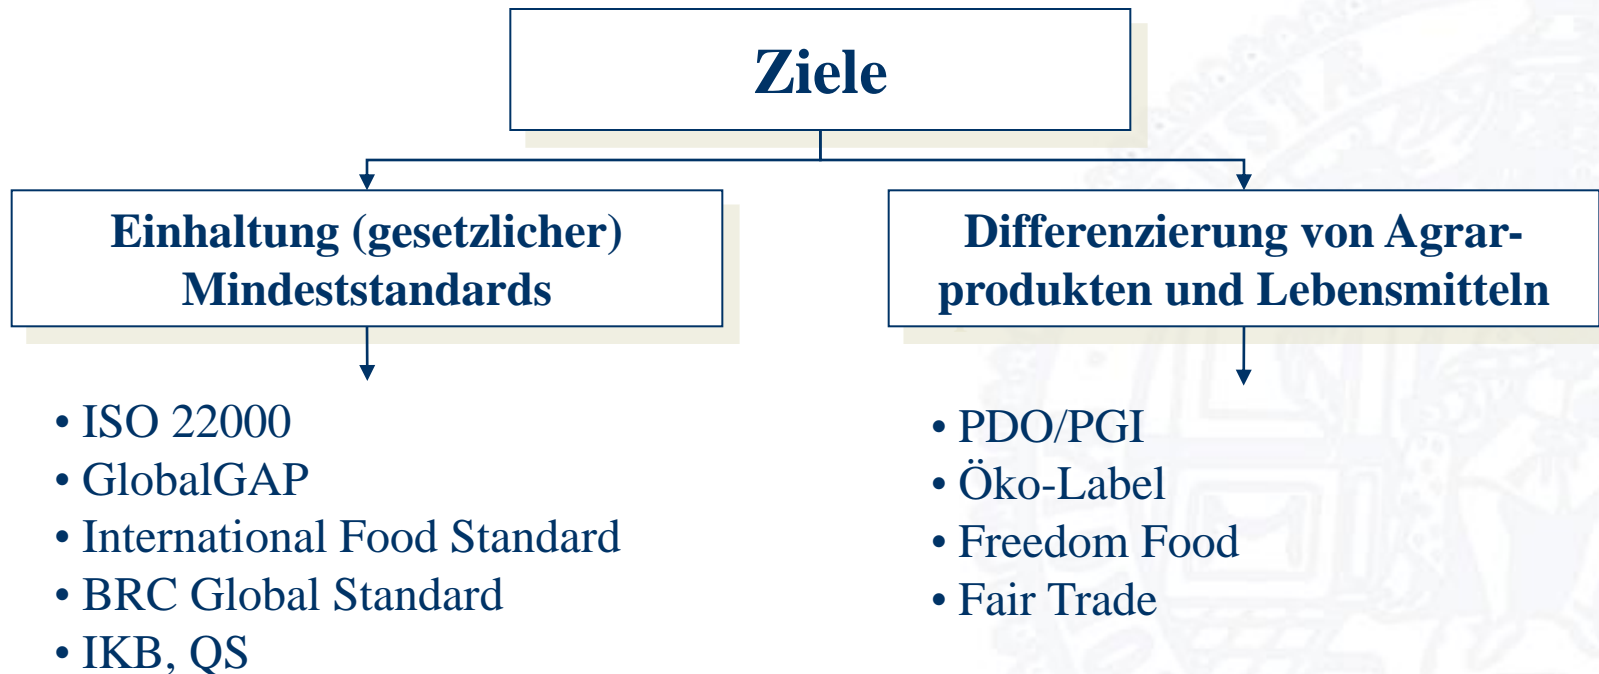 Ziele
Einhaltung (gesetzlicher)
Mindeststandards
Differenzierung von Agrar-
produkten und Lebensmitteln
• ISO 22000
• GlobalGAP
• International Food Standard
• BRC Global Standard
• IKB, QS
• PDO/PGI
• Öko-Label
• Freedom Food
• Fair Trade